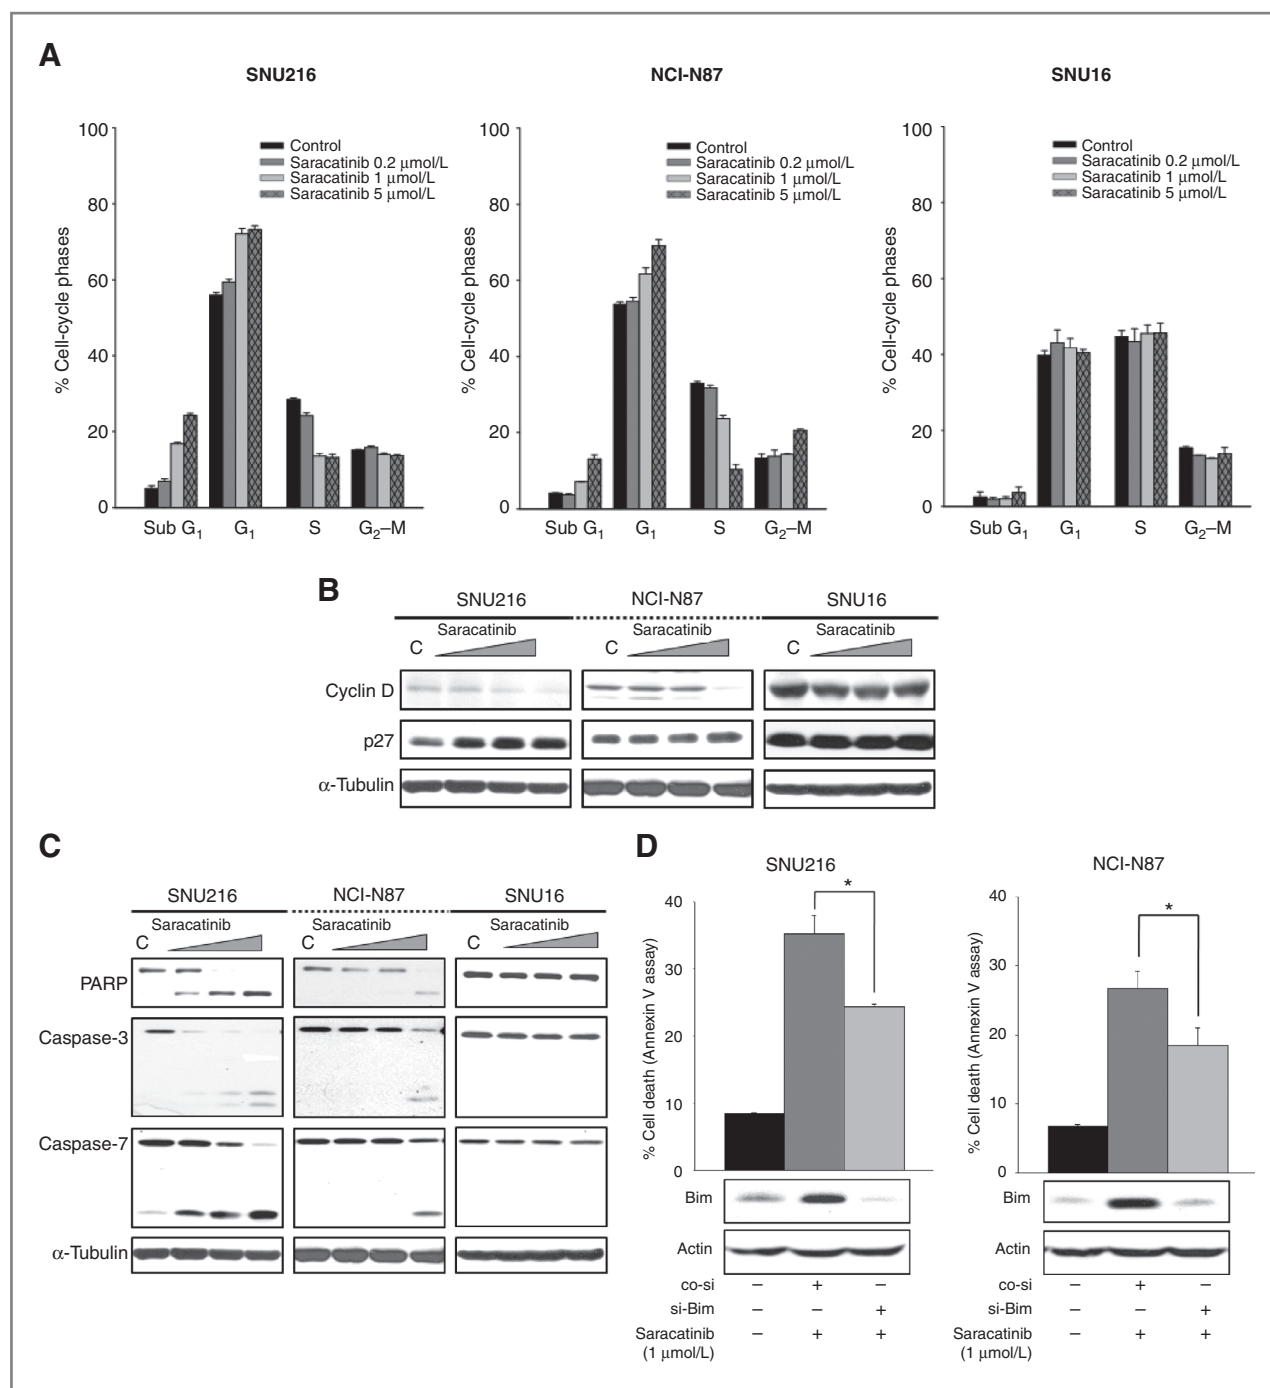 A
SNU216
NCI-N87
SNU16
% Cell-cycle phases
100
80
60
40
20
0
Control
Saracatinib 0.2 μmol/L
Saracatinib 1 μmol/L
Saracatinib 5 μmol/L
Sub G1
G1
S
G2–M
% Cell-cycle phases
100
80
60
40
20
0
Control
Saracatinib 0.2 μmol/L
Saracatinib 1 μmol/L
Saracatinib 5 μmol/L
Sub G1
G1
S
G2–M
% Cell-cycle phases
100
80
60
40
20
0
Control
Saracatinib 0.2 μmol/L
Saracatinib 1 μmol/L
Saracatinib 5 μmol/L
Sub G1
G1
S
G2–M
B
SNU216
NCI-N87
SNU16
C Saracatinib
C Saracatinib
C Saracatinib
Cyclin D
p27
α-Tubulin
C
SNU216
NCI-N87
SNU16
C Saracatinib
C Saracatinib
C Saracatinib
PARP
Caspase-3
Caspase-7
α-Tubulin
D
SNU216
% Cell death (Annexin V assay)
40
30
20
10
0
*
Bim
Actin
co-si – + –
si-Bim – – +
Saracatinib – + +
(1 μmol/L)
NCI-N87
% Cell death (Annexin V assay)
40
30
20
10
0
*
Bim
Actin
co-si – + –
si-Bim – – +
Saracatinib – + +
(1 μmol/L)